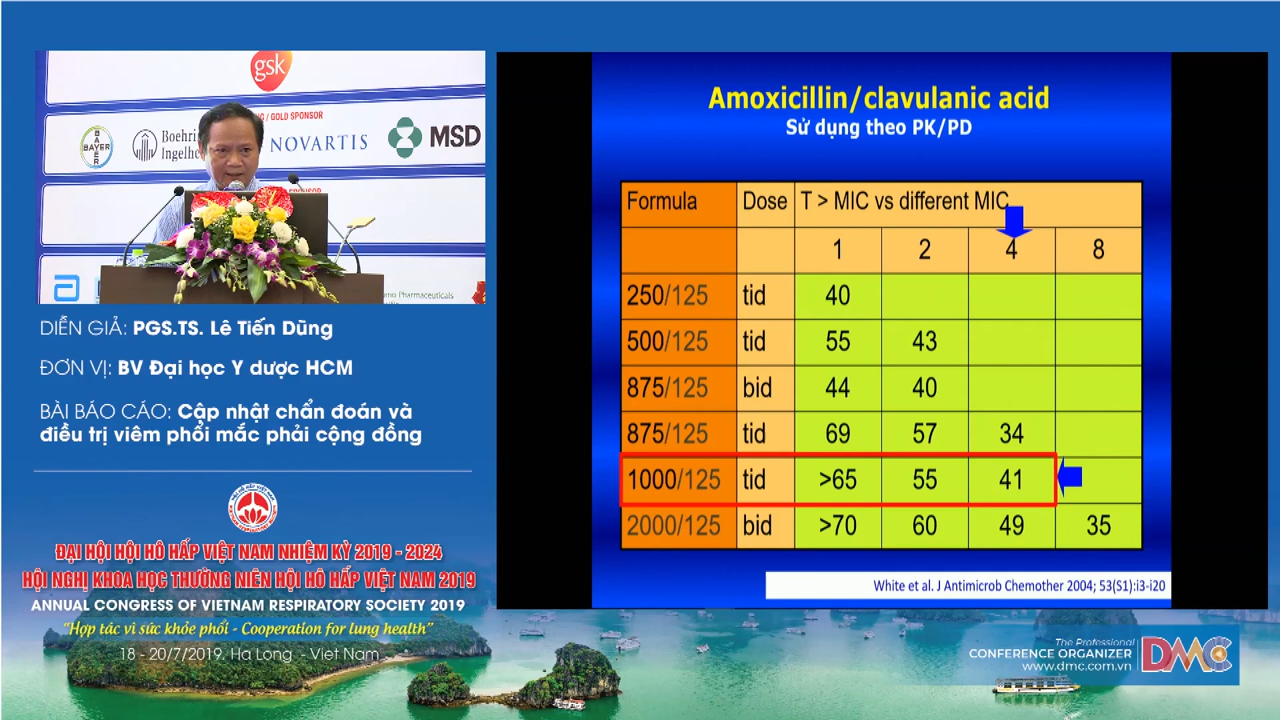 gsk
NG / GOLD SPONSOR
BAYER
BAYER
Boehri
Ingelhe
NOVARTIS
MSD
SPONSOR
Pharmaceuticals
DIỄN GIẢ: PGS.TS. Lê Tiến Dũng
ĐƠN VỊ: BV Đại học Y dược HCM
BÀI BÁO CÁO: Cập nhật chẩn đoán và
điều trị viêm phổi mắc phải cộng đồng
ĐẠI HỘI HỘI HÔ HẤP VIỆT NAM NHIỆM KỲ 2019 - 2024
HỘI NGHỊ KHOA HỌC THƯỜNG NIÊN HỘI HÔ HẤP VIỆT NAM 2019
ANNUAL CONGRESS OF VIETNAM RESPIRATORY SOCIETY 2019
“Hợp tác vì sức khỏe phổi - Cooperation for lung health”
18 - 20/7/2019. Ha Long - Viet Nam
Amoxicillin/clavulanic acid
Sử dụng theo PK/PD
Formula Dose T > MIC vs different MIC
1 2 4 8
250/125 tid 40
500/125 tid 55 43
875/125 bid 44 40
875/125 tid 69 57 34
1000/125 tid >65 55 41
2000/125 bid >70 60 49 35
White et al. J Antimicrob Chemother 2004; 53(S1):i3-i20
The Professional
CONFERENCE ORGANIZER
www.dmc.com.vn
DMC